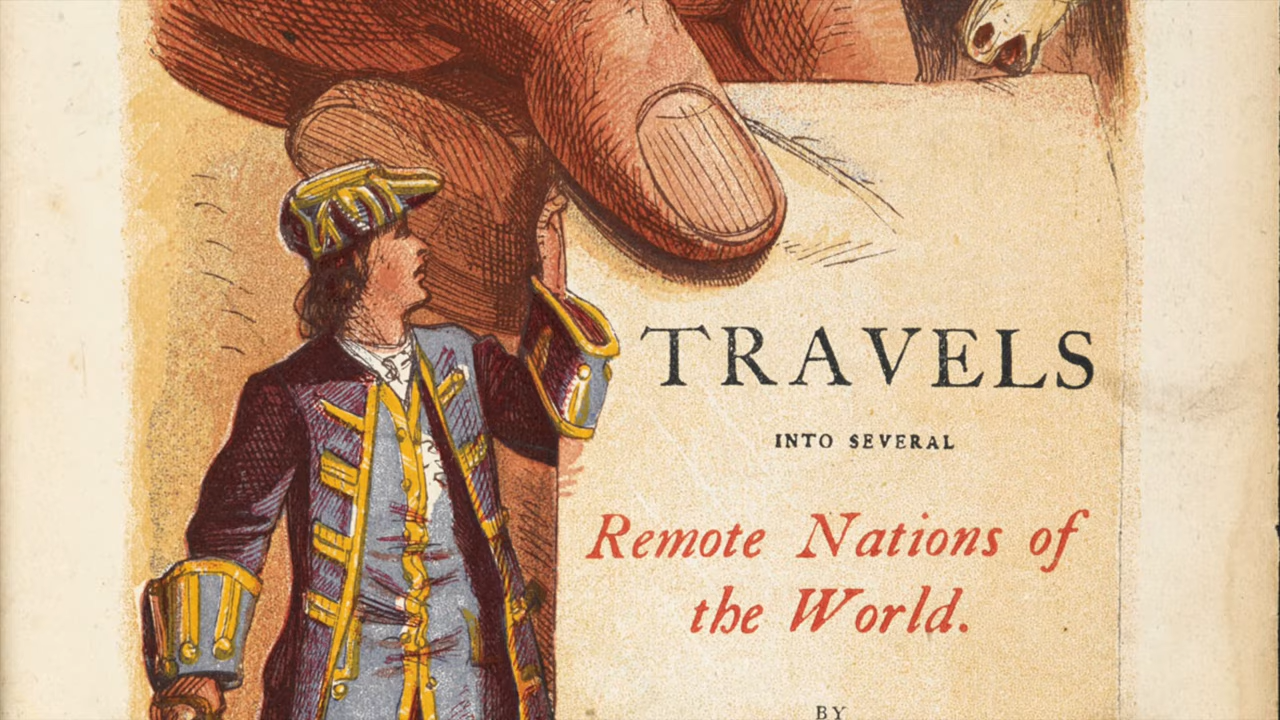 TRAVELS
INTO SEVERAL
Remote Nations of
the World.
BY